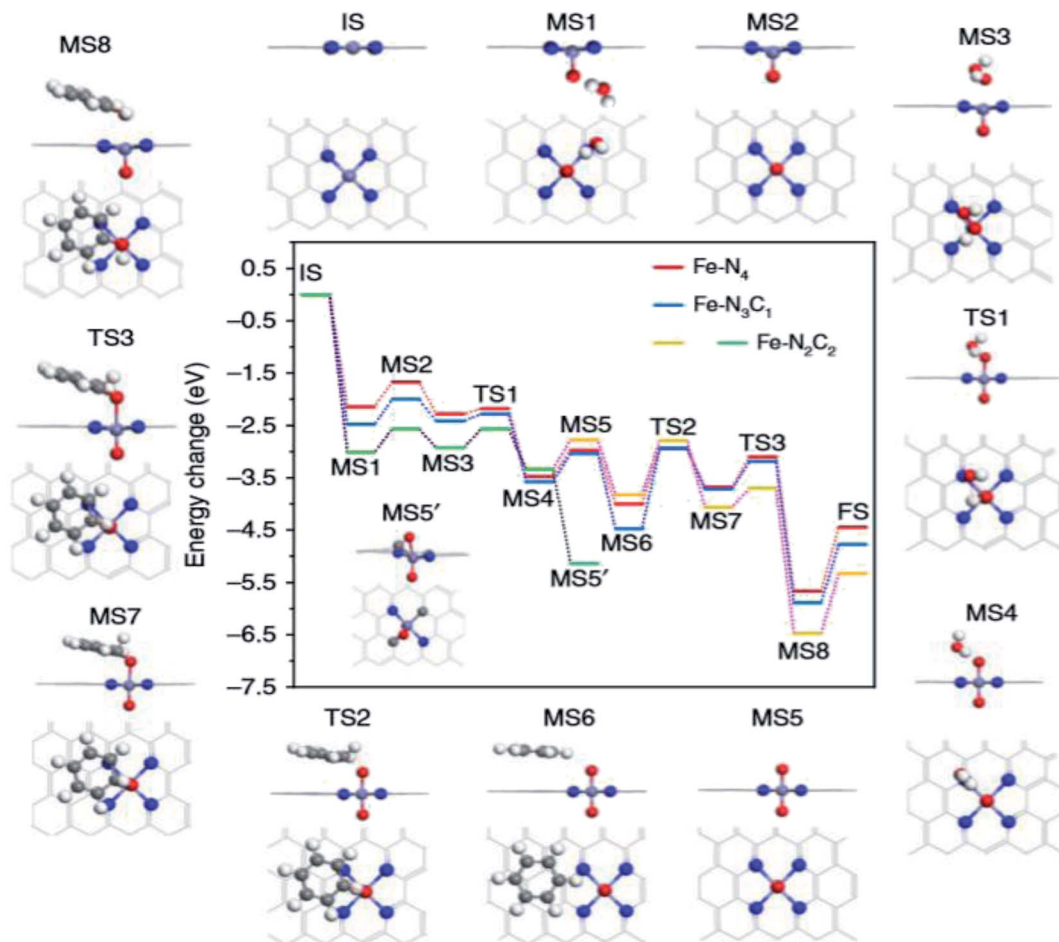 IS
MS1
MS2
MS8
MS3
0.5
IS
Fe-N₄
−0.5
Fe-N₃C₁
TS3
TS1
Fe-N₂C₂
−1.5
MS2
TS1
−2.5
MS5
TS2
TS3
MS1
MS3
−3.5
MS4
MS7
FS
MS5′
MS6
−4.5
MS5′
−5.5
MS7
MS4
−6.5
MS8
−7.5
Energy change (eV)
TS2
MS6
MS5